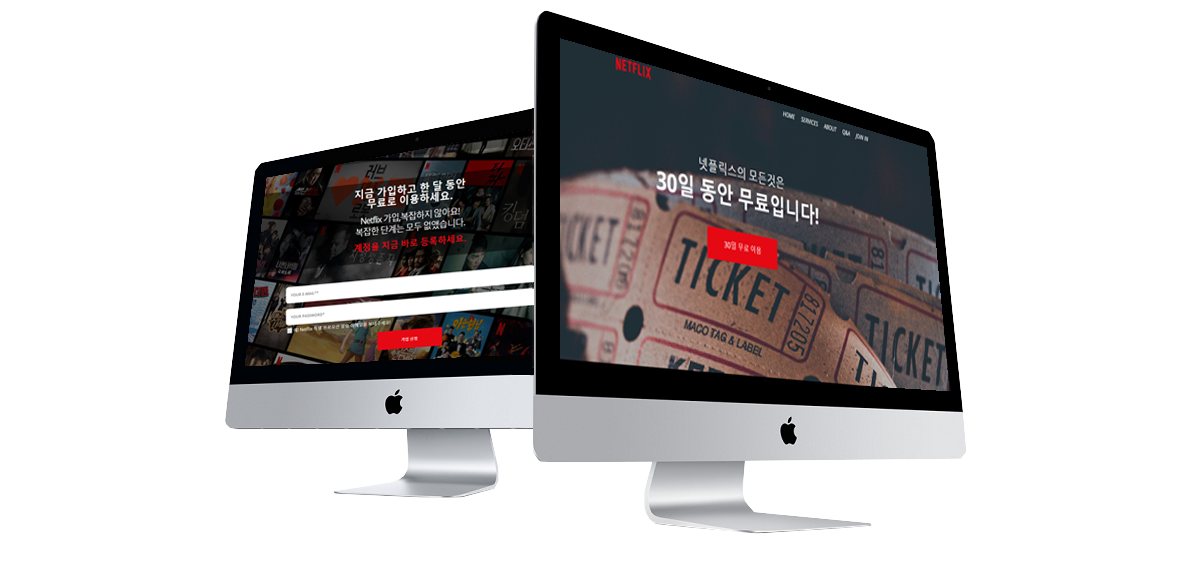 지금 가입하고 한 달 동안
무료로 이용하세요.
Netflix 가입,복잡하지 않아요!
복잡한 단계는 모두 없앴습니다.
계정을 지금 바로 등록하세요.
YOUR E-MAIL**
YOUR PASSWORD*
가입 신청
러브
킹덤
NETFLIX
HOME SERVICES ABOUT Q&A JOIN IN
넷플릭스의 모든것은
30일 동안 무료입니다!
30일 무료 이용
TICKET
TICKET
TICKET
817205
MACO TAG & LABEL